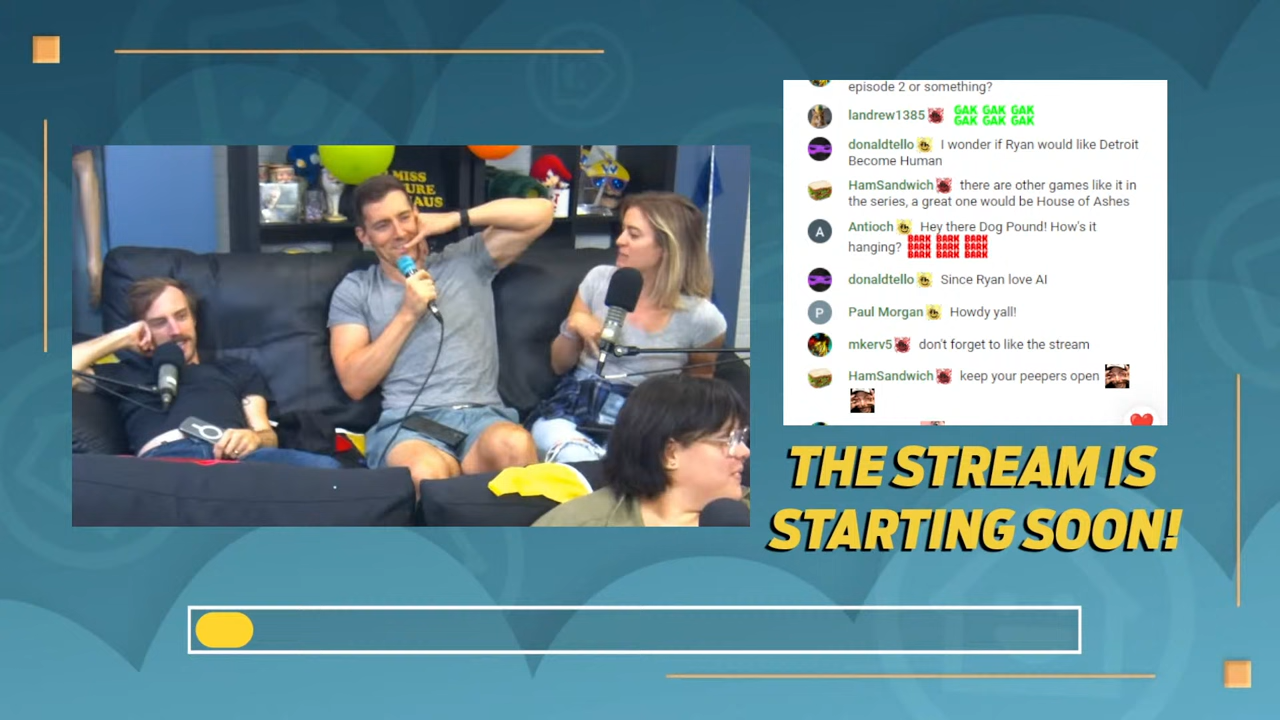 MISS
URE
AUS
episode 2 or something?
landrew1385 GAK GAK GAK
GAK GAK GAK
donaldtello I wonder if Ryan would like Detroit
Become Human
HamSandwich there are other games like it in
the series, a great one would be House of Ashes
A Antioch Hey there Dog Pound! How's it
hanging? BARK BARK BARK
BARK BARK BARK
donaldtello Since Ryan love AI
P Paul Morgan Howdy yall!
mkerv5 don't forget to like the stream
HamSandwich keep your peepers open
THE STREAM IS
STARTING SOON!